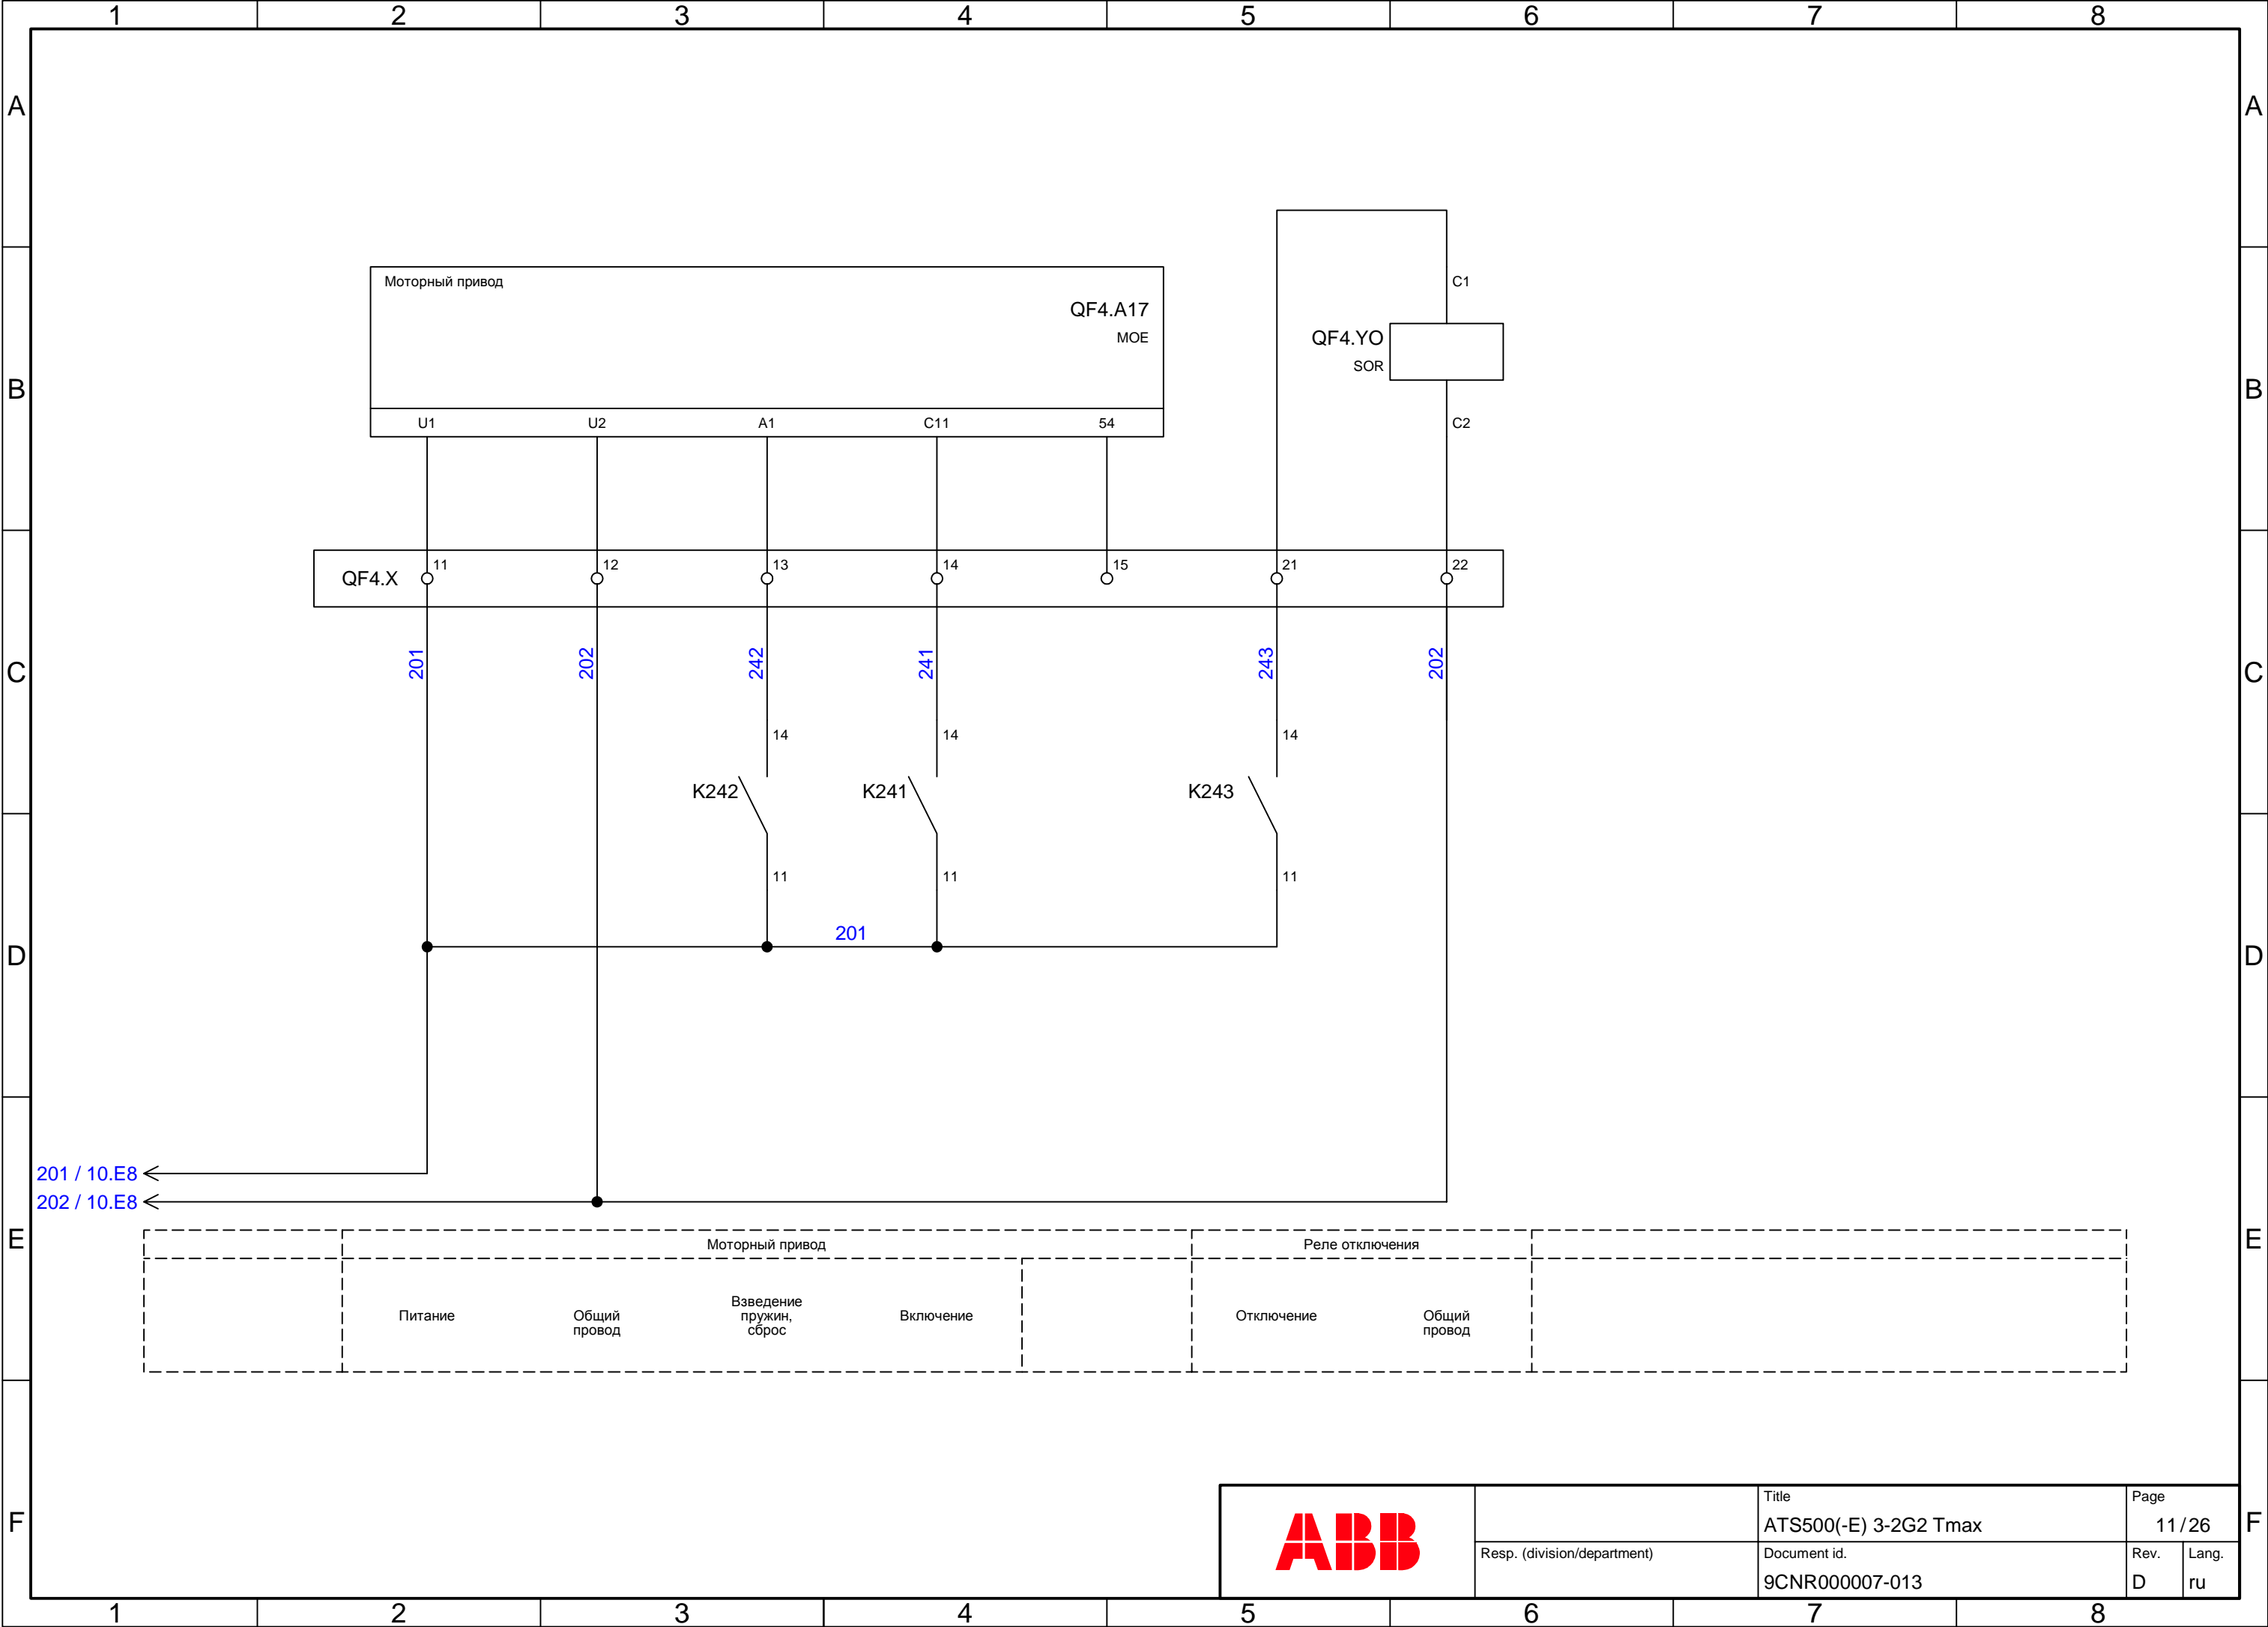 1 2 3 4 5 6 7 8
A A
Моторный привод
QF4.A17
MOE
U1 U2 A1 C11 54
C1
QF4.YO
SOR
C2
B B
QF4.X 11 12 13 14 15 21 22
201 202 242 241 243 202
C C
14 14 14
K242 K241 K243
11 11 11
201
D D
201 / 10.E8
202 / 10.E8
E E
Моторный привод Реле отключения
Питание
Общий
провод
Взведение
пружин,
сброс
Включение
Отключение
Общий
провод
F F
ABB
Resp. (division/department)
Title
ATS500(-E) 3-2G2 Tmax
Document id.
9CNR000007-013
Page
11/26
Rev. Lang.
D ru
1 2 3 4 5 6 7 8